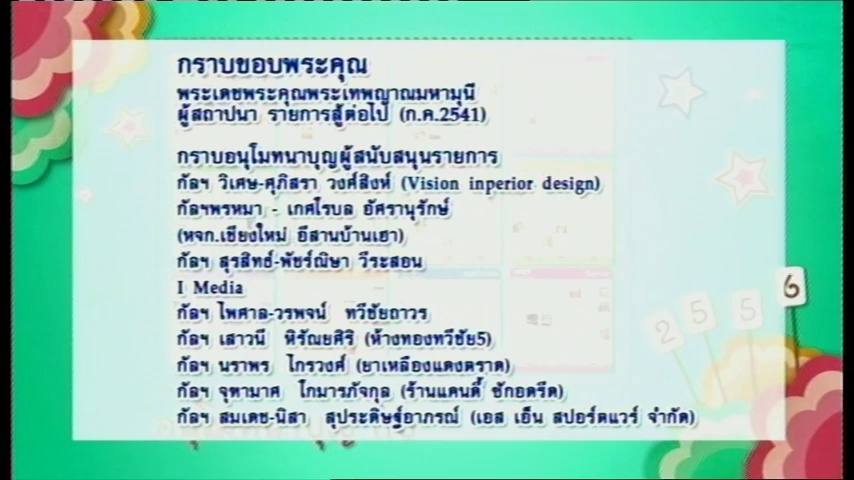 กราบขอบพระคุณ
พระเดชพระคุณพระเทพญาณมหามุนี
ผู้สถาปนา รายการสู้ต่อไป (ก.ค.2541)
กราบอนุโมทนาบุญผู้สนับสนุนรายการ
กัลฯ วิเศษ-ศุภิสรา วงศ์สิงห์ (Vision inperior design)
กัลฯพรหมา - เกศไรบล อัศรานุรักษ์
(หจก.เชียงใหม่ อีสานบ้านเฮา)
กัลฯ สุรสิทธ์-พัชร์ณิษา วีระสอน
I Media
กัลฯ ไพศาล-วรพจน์ ทวีชัยถาวร
กัลฯ เสาวนี หิรัณยศิริ (ห้างทองทวีชัย5)
กัลฯ นราพร ไกรวงศ์ (ยาเหลืองแดงตราด)
กัลฯ จุฑามาศ โกมารภัจกุล (ร้านแคนดี้ ซักอดรีด)
กัลฯ สมเดช-นิสา สุประดิษฐ์อาภรณ์ (เอส เอ็น สปอร์ตแวร์ จำกัด)
2 5 5 6